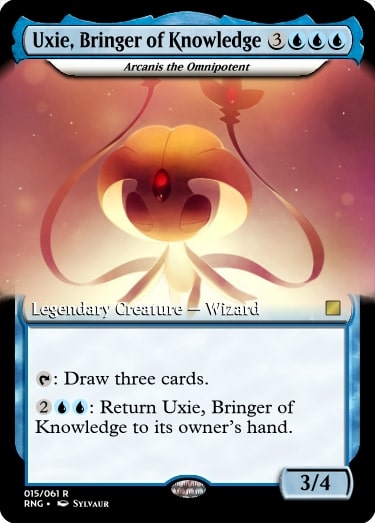 Uxie, Bringer of Knowledge 3
Arcanis the Omnipotent
Legendary Creature — Wizard
: Draw three cards.
2 : Return Uxie, Bringer of
Knowledge to its owner's hand.
3/4
015/061 R
RNG • Sylvaur